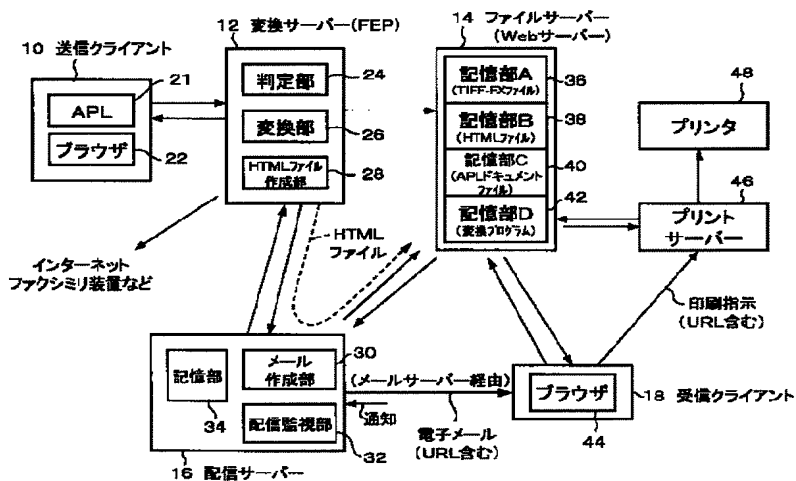 10 送信クライアント
21
APL
ブラウザ
22
12 変換サーバー(FEP)
判定部
24
変換部
26
HTMLファイル
作成部
28
14 ファイルサーバー
(Webサーバー)
記憶部A
(TIFF-FXファイル)
36
記憶部B
(HTMLファイル)
38
記憶部C
(APLドキュメント
ファイル)
40
42
記憶部D
(変換プログラム)
48
プリンタ
46
プリント
サーバー
インターネット
ファクシミリ装置など
HTML
ファイル
印刷指示
(URL含む)
記憶部
34
メール
作成部
30
配信監視部
32
16 配信サーバー
(メールサーバー経由)
通知
電子メール
(URL含む)
ブラウザ
44
18 受信クライアント